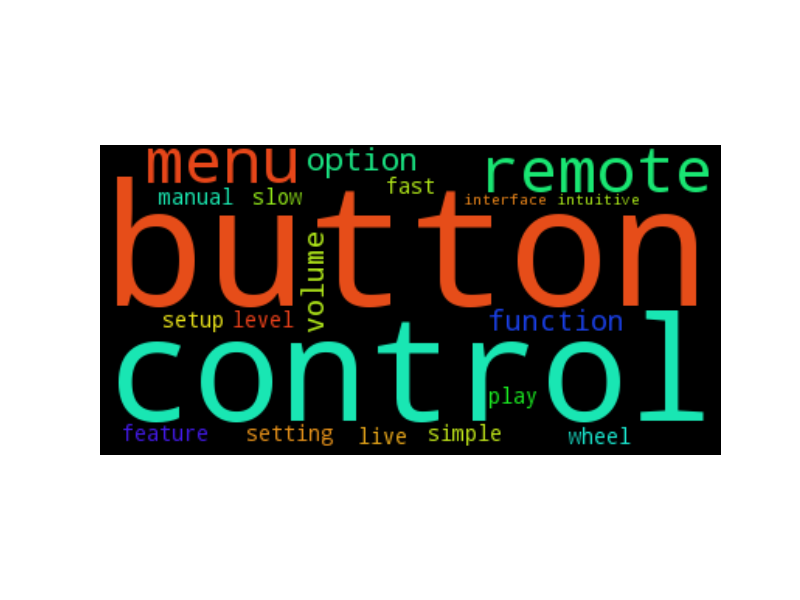 menu option remote
manual slow fast interface intuitive
button
volume
setup level function
control
play
feature setting live simple wheel